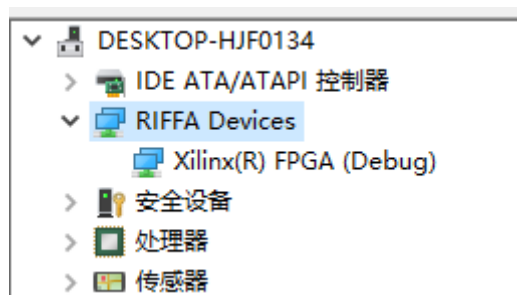 DESKTOP-HJF0134
IDE ATA/ATAPI 控制器
RIFFA Devices
Xilinx(R) FPGA (Debug)
安全设备
处理器
传感器